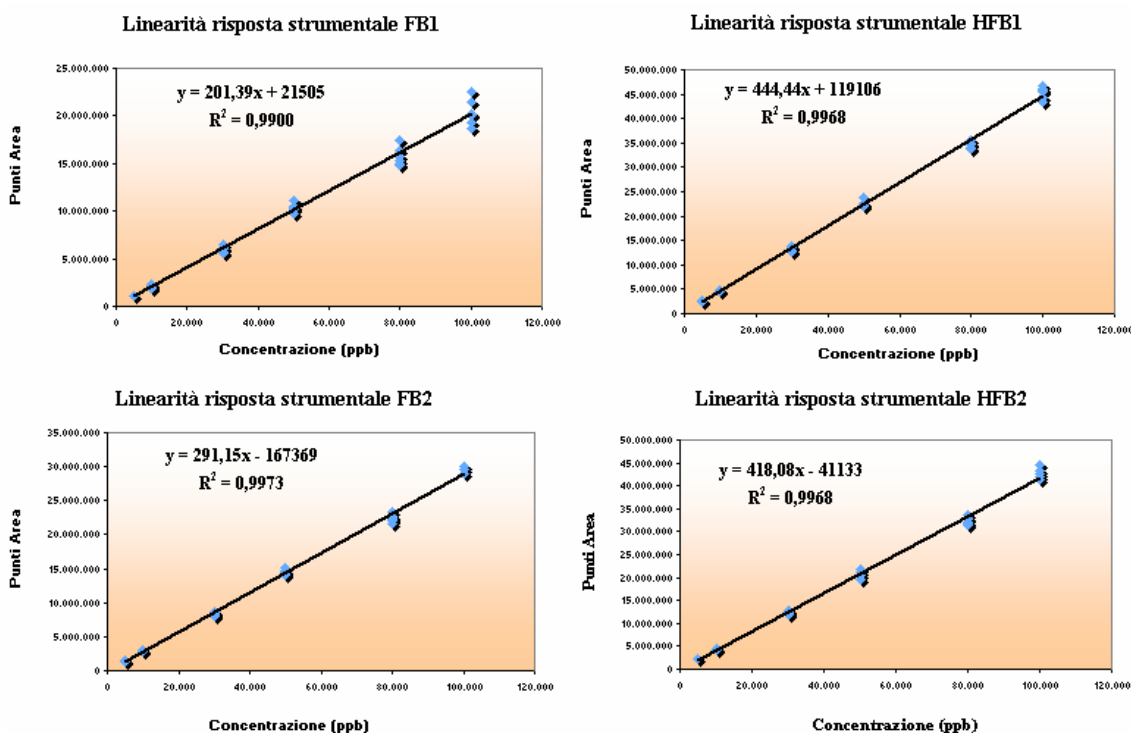 Linearità risposta strumentale FB1
y = 201,39x + 21505
R² = 0,9900
Punti Area
25.000.000
20.000.000
15.000.000
10.000.000
5.000.000
0
0 20.000 40.000 60.000 80.000 100.000 120.000
Concentrazione (ppb)
Linearità risposta strumentale HFB1
y = 444,44x + 119106
R² = 0,9968
Punti Area
50.000.000
45.000.000
40.000.000
35.000.000
30.000.000
25.000.000
20.000.000
15.000.000
10.000.000
5.000.000
0
0 20.000 40.000 60.000 80.000 100.000 120.000
Concentrazione (ppb)
Linearità risposta strumentale FB2
y = 291,15x - 167369
R² = 0,9973
Punti Area
35.000.000
30.000.000
25.000.000
20.000.000
15.000.000
10.000.000
5.000.000
0
0 20.000 40.000 60.000 80.000 100.000 120.000
Concentrazione (ppb)
Linearità risposta strumentale HFB2
y = 418,08x - 41133
R² = 0,9968
Punti Area
50.000.000
45.000.000
40.000.000
35.000.000
30.000.000
25.000.000
20.000.000
15.000.000
10.000.000
5.000.000
0
0 20.000 40.000 60.000 80.000 100.000 120.000
Concentrazione (ppb)